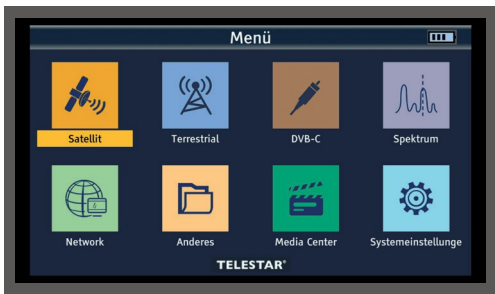 Menü
Satellit Terrestrial DVB-C Spektrum
Network Anderes Media Center Systemeinstellunge
TELESTAR®